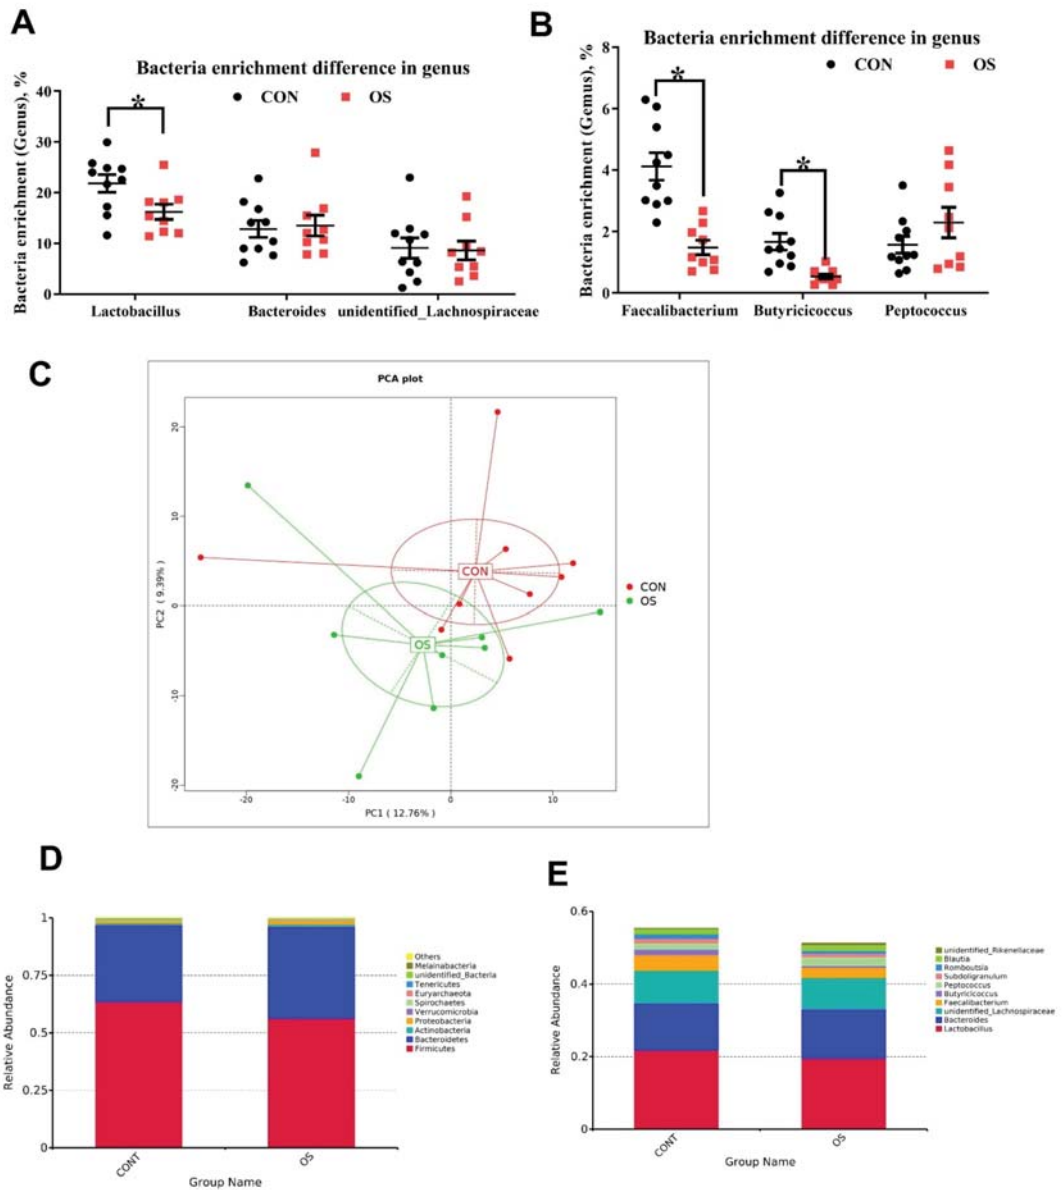 A
Bacteria enrichment difference in genus
CON
OS
*
Bacteria enrichment (Genus), %
40
30
20
10
0
Lactobacillus
Bacteroides
unidentified_Lachnospiraceae
B
Bacteria enrichment difference in genus
CON
OS
*
*
Bacteria enrichment (Gemus), %
8
6
4
2
0
Faecalibacterium
Butyricicoccus
Peptococcus
C
PCA plot
PC2 ( 9.39% )
20
10
0
-10
-20
CON
OS
CON
OS
-20
-10
0
10
PC1 ( 12.76% )
D
Relative Abundance
1
0.75
0.5
0.25
0
CONT
OS
Group Name
Others
Melainabacteria
unidentified_Bacteria
Tenericutes
Euryarchaeota
Spirochaetes
Verrucomicrobia
Proteobacteria
Actinobacteria
Bacteroidetes
Firmicutes
E
Relative Abundance
0.6
0.4
0.2
0
CONT
OS
Group Name
unidentified_Rikenellaceae
Blautia
Romboutsia
Subdoligranulum
Peptococcus
Butyricicoccus
Faecalibacterium
unidentified_Lachnospiraceae
Bacteroides
Lactobacillus